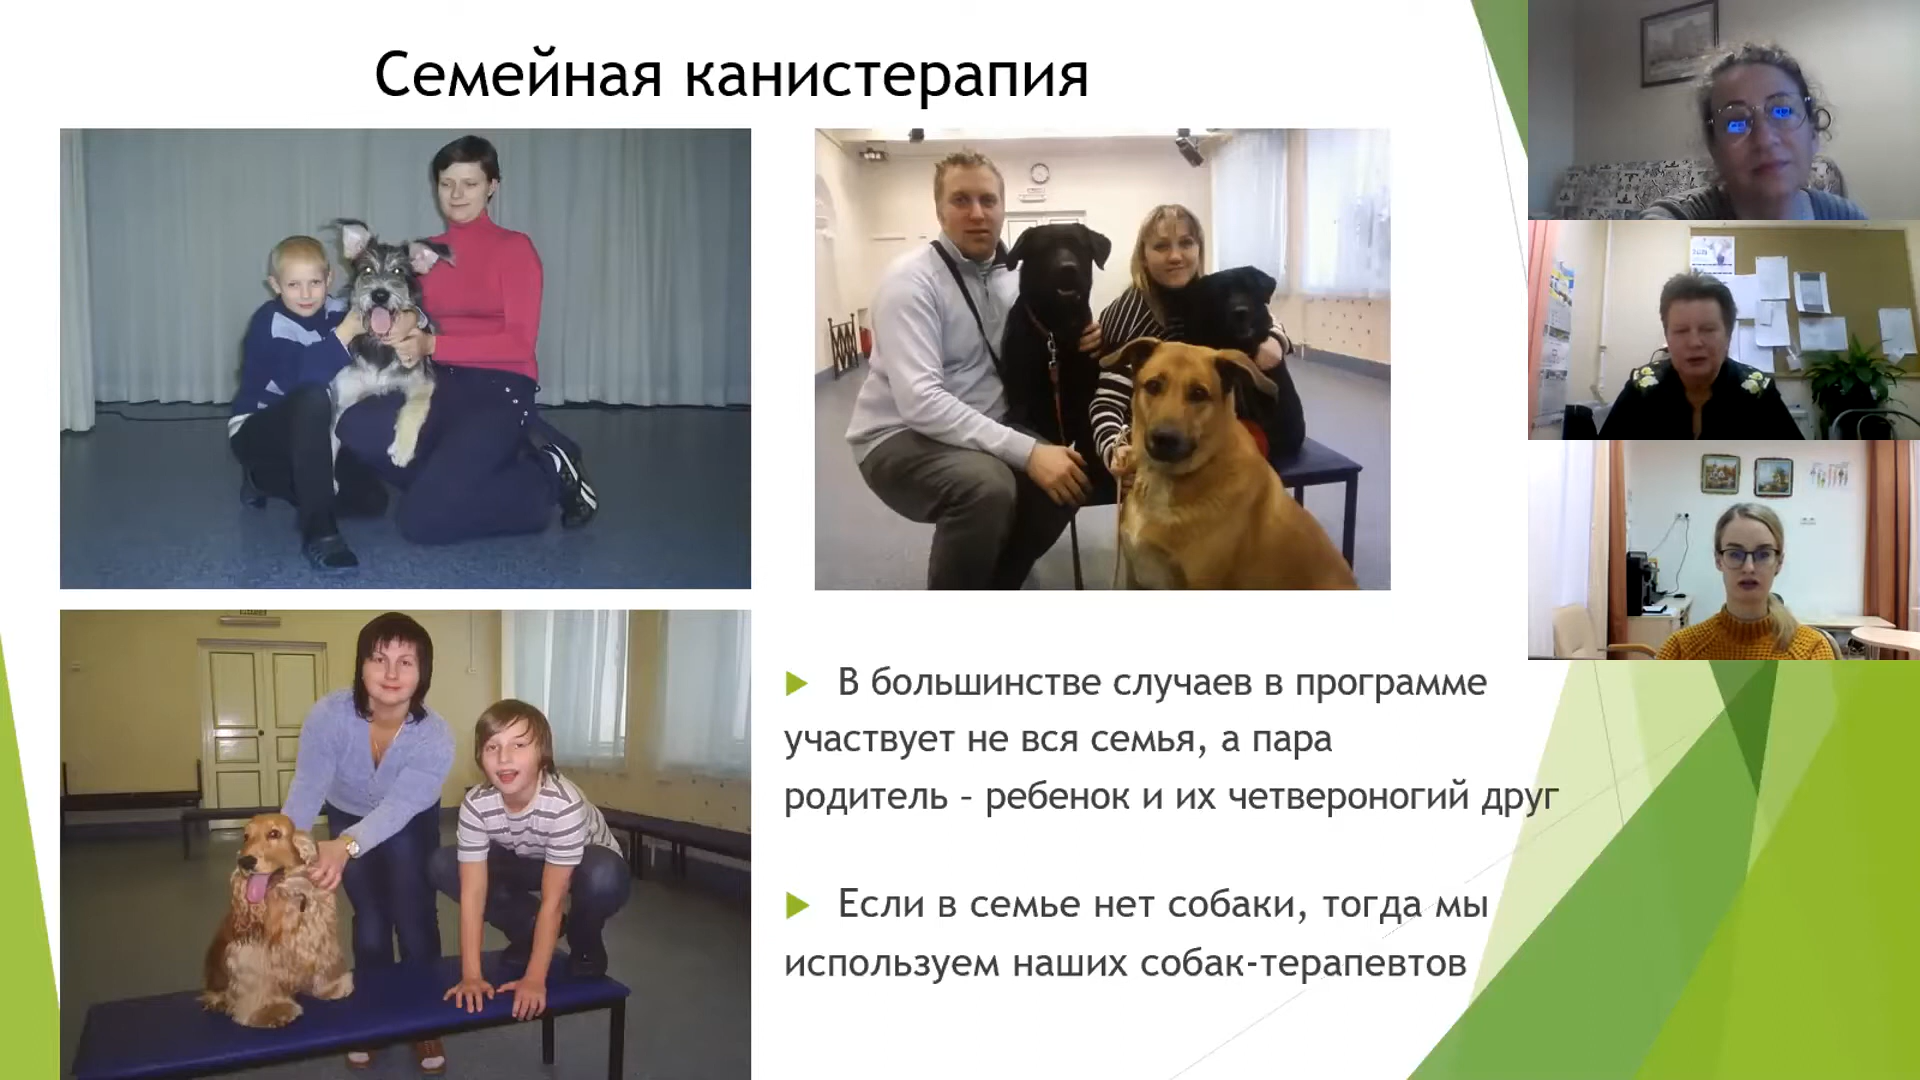 Семейная канистерапия
В большинстве случаев в программе
участвует не вся семья, а пара
родитель – ребенок и их четвероногий друг
Если в семье нет собаки, тогда мы
используем наших собак-терапевтов